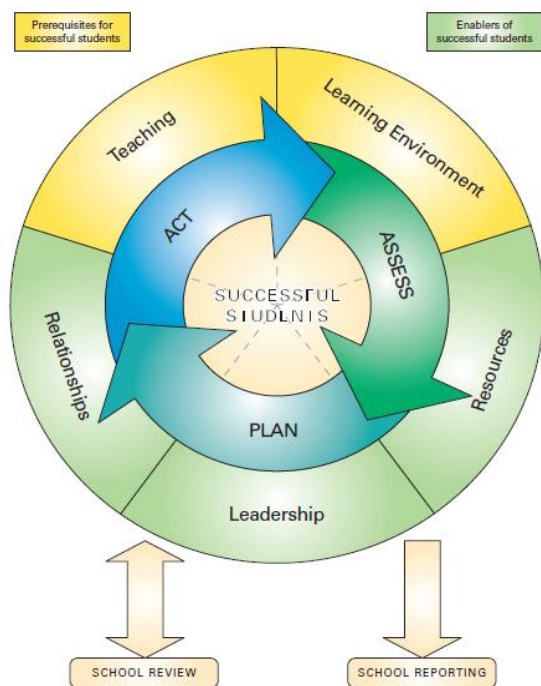 Prerequisites for
successful students
Enablers of
successful students
Teaching
Learning Environment
ACT
ASSESS
SUCCESSFUL
STUDENTS
Relationships
Resources
PLAN
Leadership
SCHOOL REVIEW
SCHOOL REPORTING